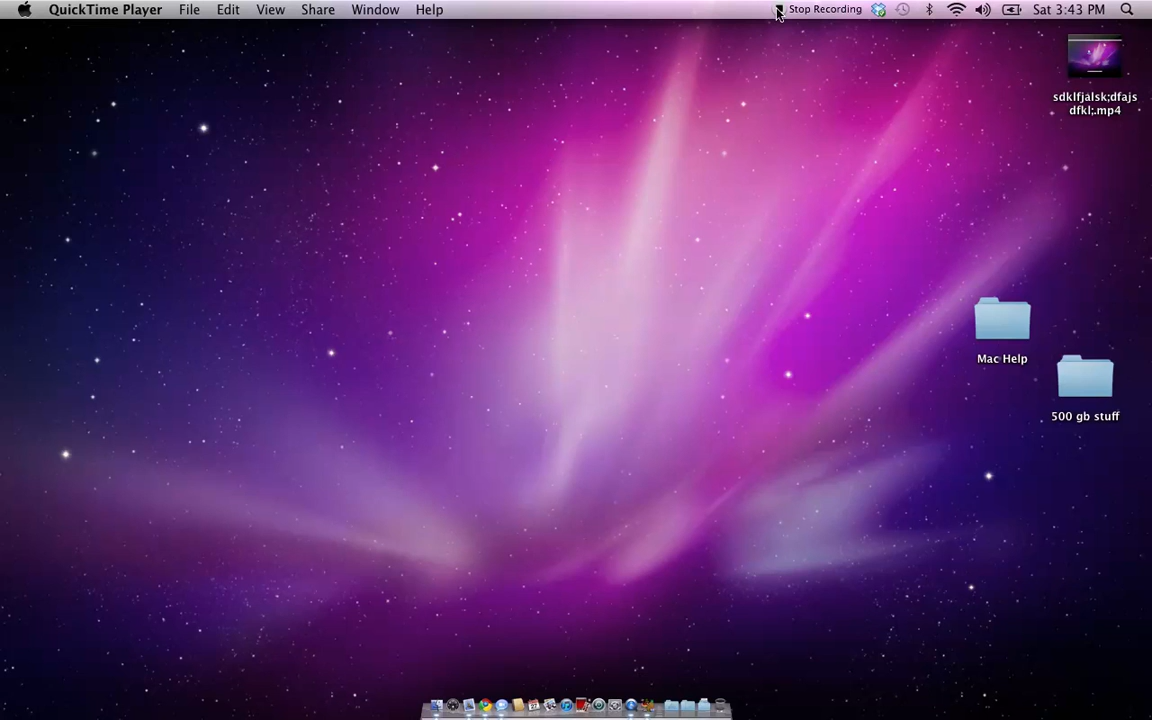 QuickTime Player File Edit View Share Window Help Stop Recording Sat 3:43 PM
sdklfjalsk;dfajs
dfkl;.mp4
Mac Help
500 gb stuff